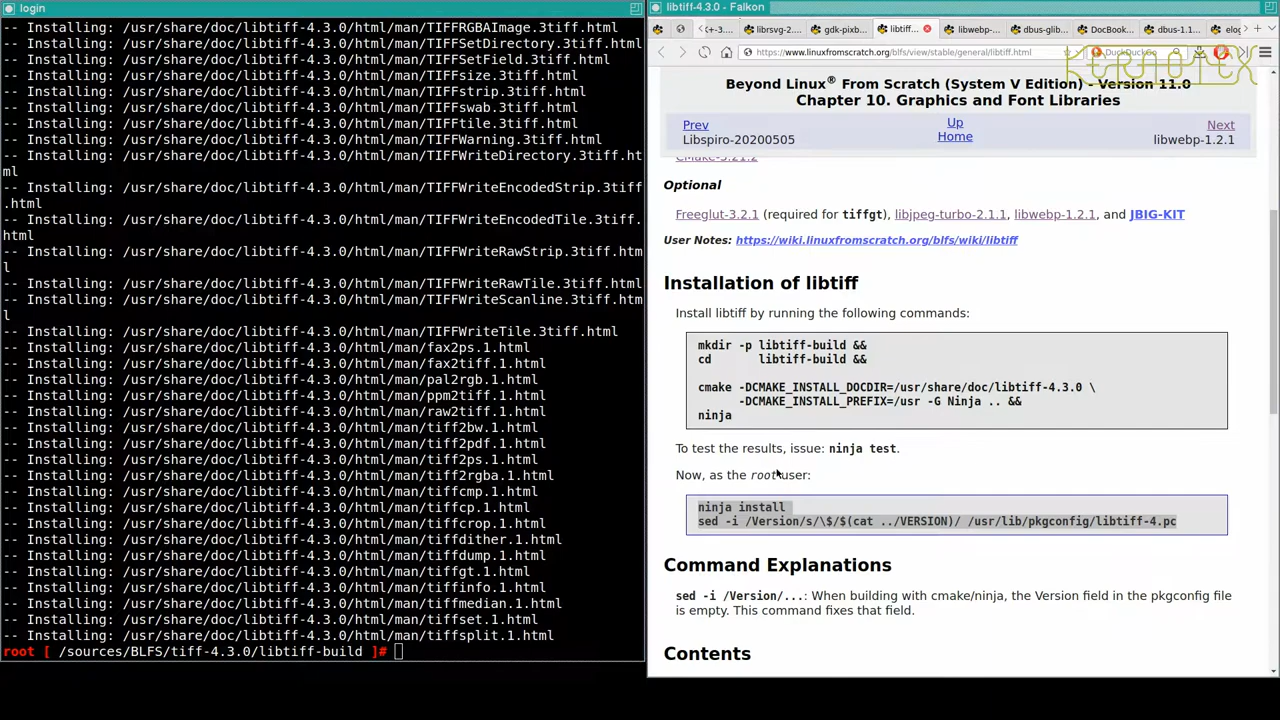 login
-- Installing: /usr/share/doc/libtiff-4.3.0/html/man/TIFFRGBAImage.3tiff.html
-- Installing: /usr/share/doc/libtiff-4.3.0/html/man/TIFFSetDirectory.3tiff.html
-- Installing: /usr/share/doc/libtiff-4.3.0/html/man/TIFFSetField.3tiff.html
-- Installing: /usr/share/doc/libtiff-4.3.0/html/man/TIFFsize.3tiff.html
-- Installing: /usr/share/doc/libtiff-4.3.0/html/man/TIFFstrip.3tiff.html
-- Installing: /usr/share/doc/libtiff-4.3.0/html/man/TIFFswab.3tiff.html
-- Installing: /usr/share/doc/libtiff-4.3.0/html/man/TIFFtile.3tiff.html
-- Installing: /usr/share/doc/libtiff-4.3.0/html/man/TIFFWarning.3tiff.html
-- Installing: /usr/share/doc/libtiff-4.3.0/html/man/TIFFWriteDirectory.3tiff.ht
ml
-- Installing: /usr/share/doc/libtiff-4.3.0/html/man/TIFFWriteEncodedStrip.3tiff
.html
-- Installing: /usr/share/doc/libtiff-4.3.0/html/man/TIFFWriteEncodedTile.3tiff.
html
-- Installing: /usr/share/doc/libtiff-4.3.0/html/man/TIFFWriteRawStrip.3tiff.htm
l
-- Installing: /usr/share/doc/libtiff-4.3.0/html/man/TIFFWriteRawTile.3tiff.html
-- Installing: /usr/share/doc/libtiff-4.3.0/html/man/TIFFWriteScanline.3tiff.htm
l
-- Installing: /usr/share/doc/libtiff-4.3.0/html/man/TIFFWriteTile.3tiff.html
-- Installing: /usr/share/doc/libtiff-4.3.0/html/man/fax2ps.1.html
-- Installing: /usr/share/doc/libtiff-4.3.0/html/man/fax2tiff.1.html
-- Installing: /usr/share/doc/libtiff-4.3.0/html/man/pal2rgb.1.html
-- Installing: /usr/share/doc/libtiff-4.3.0/html/man/ppm2tiff.1.html
-- Installing: /usr/share/doc/libtiff-4.3.0/html/man/raw2tiff.1.html
-- Installing: /usr/share/doc/libtiff-4.3.0/html/man/tiff2bw.1.html
-- Installing: /usr/share/doc/libtiff-4.3.0/html/man/tiff2pdf.1.html
-- Installing: /usr/share/doc/libtiff-4.3.0/html/man/tiff2ps.1.html
-- Installing: /usr/share/doc/libtiff-4.3.0/html/man/tiff2rgba.1.html
-- Installing: /usr/share/doc/libtiff-4.3.0/html/man/tiffcmp.1.html
-- Installing: /usr/share/doc/libtiff-4.3.0/html/man/tiffcp.1.html
-- Installing: /usr/share/doc/libtiff-4.3.0/html/man/tiffcrop.1.html
-- Installing: /usr/share/doc/libtiff-4.3.0/html/man/tiffdither.1.html
-- Installing: /usr/share/doc/libtiff-4.3.0/html/man/tiffdump.1.html
-- Installing: /usr/share/doc/libtiff-4.3.0/html/man/tiffgt.1.html
-- Installing: /usr/share/doc/libtiff-4.3.0/html/man/tiffinfo.1.html
-- Installing: /usr/share/doc/libtiff-4.3.0/html/man/tiffmedian.1.html
-- Installing: /usr/share/doc/libtiff-4.3.0/html/man/tiffset.1.html
-- Installing: /usr/share/doc/libtiff-4.3.0/html/man/tiffsplit.1.html
root [ /sources/BLFS/tiff-4.3.0/libtiff-build ]#
libtiff-4.3.0 - Falkon
<+-3.... librsvg-2.... gdk-pixb... libtiff... libwebp-... dbus-glib... DocBook... dbus-1.1... elog
https://www.linuxfromscratch.org/blfs/view/stable/general/libtiff.html DuckDuckGo
KERNOTEX
Beyond Linux® From Scratch (System V Edition) - Version 11.0
Chapter 10. Graphics and Font Libraries
Prev Up Next
Libspiro-20200505 Home libwebp-1.2.1
CMake-3.21.2
Optional
Freeglut-3.2.1 (required for tiffgt), libjpeg-turbo-2.1.1, libwebp-1.2.1, and JBIG-KIT
User Notes: https://wiki.linuxfromscratch.org/blfs/wiki/libtiff
Installation of libtiff
Install libtiff by running the following commands:
mkdir -p libtiff-build &&
cd       libtiff-build &&
cmake -DCMAKE_INSTALL_DOCDIR=/usr/share/doc/libtiff-4.3.0 \
-DCMAKE_INSTALL_PREFIX=/usr -G Ninja .. &&
ninja
To test the results, issue: ninja test.
Now, as the root user:
ninja install
sed -i /Version/s/\$/$(cat ../VERSION)/ /usr/lib/pkgconfig/libtiff-4.pc
Command Explanations
sed -i /Version/...: When building with cmake/ninja, the Version field in the pkgconfig file
is empty. This command fixes that field.
Contents